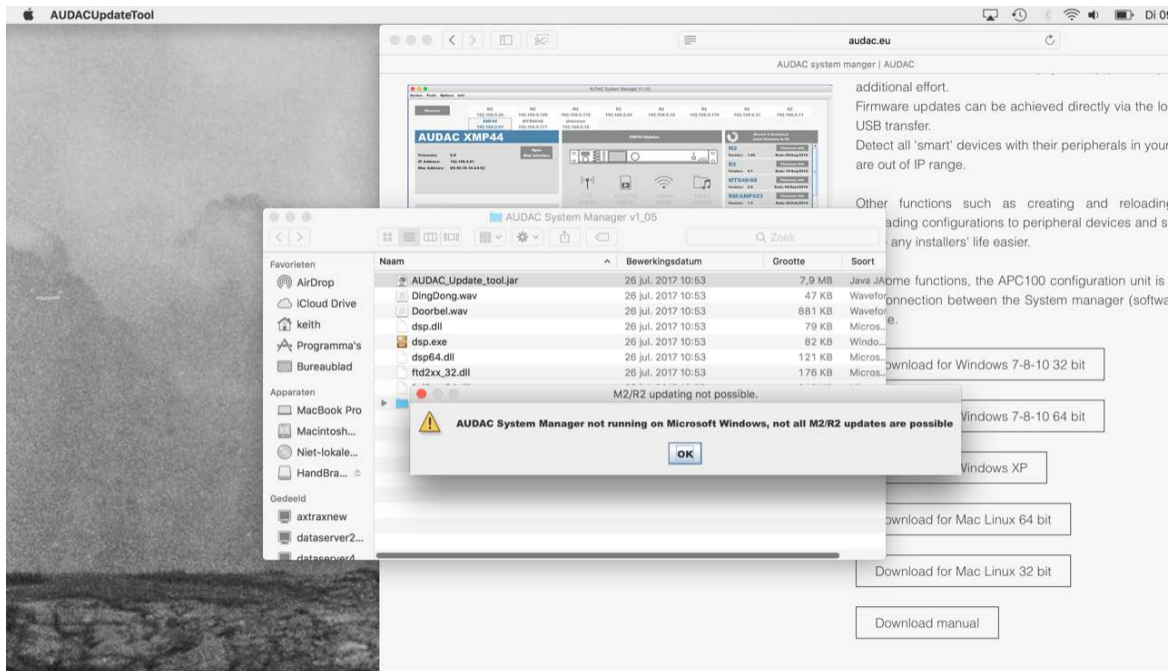 AUDACUpdateTool
Di 09
audac.eu
AUDAC system manger | AUDAC
AUDAC System Manager V1.05
AUDAC XMP44
additional effort.
Firmware updates can be achieved directly via the lo
USB transfer.
Detect all 'smart' devices with their peripherals in your
are out of IP range.
Other functions such as creating and reloading
ading configurations to peripheral devices and s
any installers' life easier.
ome functions, the APC100 configuration unit is
onnection between the System manager (softwa
e.
ownload for Windows 7-8-10 32 bit
Windows 7-8-10 64 bit
Windows XP
ownload for Mac Linux 64 bit
Download for Mac Linux 32 bit
Download manual
AUDAC System Manager v1_05
Zoek
Favorieten
AirDrop
iCloud Drive
keith
Programma's
Bureaublad
Apparaten
MacBook Pro
Macintosh...
Niet-lokale...
HandBra...
Gedeeld
axtraxnew
dataserver2...
dataserver4
Naam Bewerkingsdatum Grootte Soort
AUDAC_Update_tool.jar 26 jul. 2017 10:53 7,9 MB Java JA
DingDong.wav 26 jul. 2017 10:53 47 KB Wavefor
Doorbel.wav 26 jul. 2017 10:53 881 KB Wavefor
dsp.dll 26 jul. 2017 10:53 79 KB Micros...
dsp.exe 26 jul. 2017 10:53 82 KB Windo...
dsp64.dll 26 jul. 2017 10:53 121 KB Micros...
ftd2xx_32.dll 26 jul. 2017 10:53 176 KB Micros...
M2/R2 updating not possible.
AUDAC System Manager not running on Microsoft Windows, not all M2/R2 updates are possible
OK